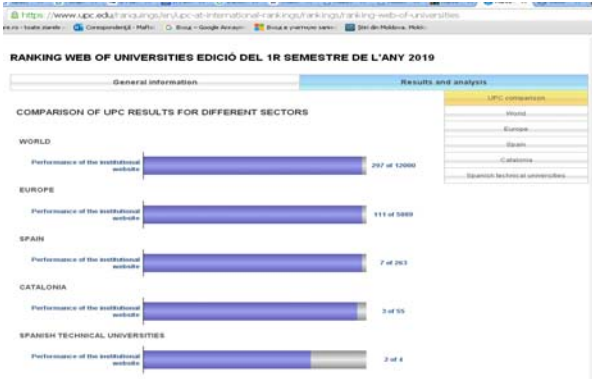 https://www.upc.edu/ranquings/en/upc-at-international-rankings/rankings/ranking-web-of-universities
RANKING WEB OF UNIVERSITIES EDICIÓ DEL 1R SEMESTRE DE L'ANY 2019
General information
Results and analysis
UPC comparison
World
Europe
Spain
Catalonia
Spanish technical universities
COMPARISON OF UPC RESULTS FOR DIFFERENT SECTORS
WORLD
Performance of the institutional
website
297 of 12000
EUROPE
Performance of the institutional
website
111 of
SPAIN
Performance of the institutional
website
7 of 263
CATALONIA
Performance of the institutional
website
3 of 55
SPANISH TECHNICAL UNIVERSITIES
Performance of the institutional
website
2 of 4